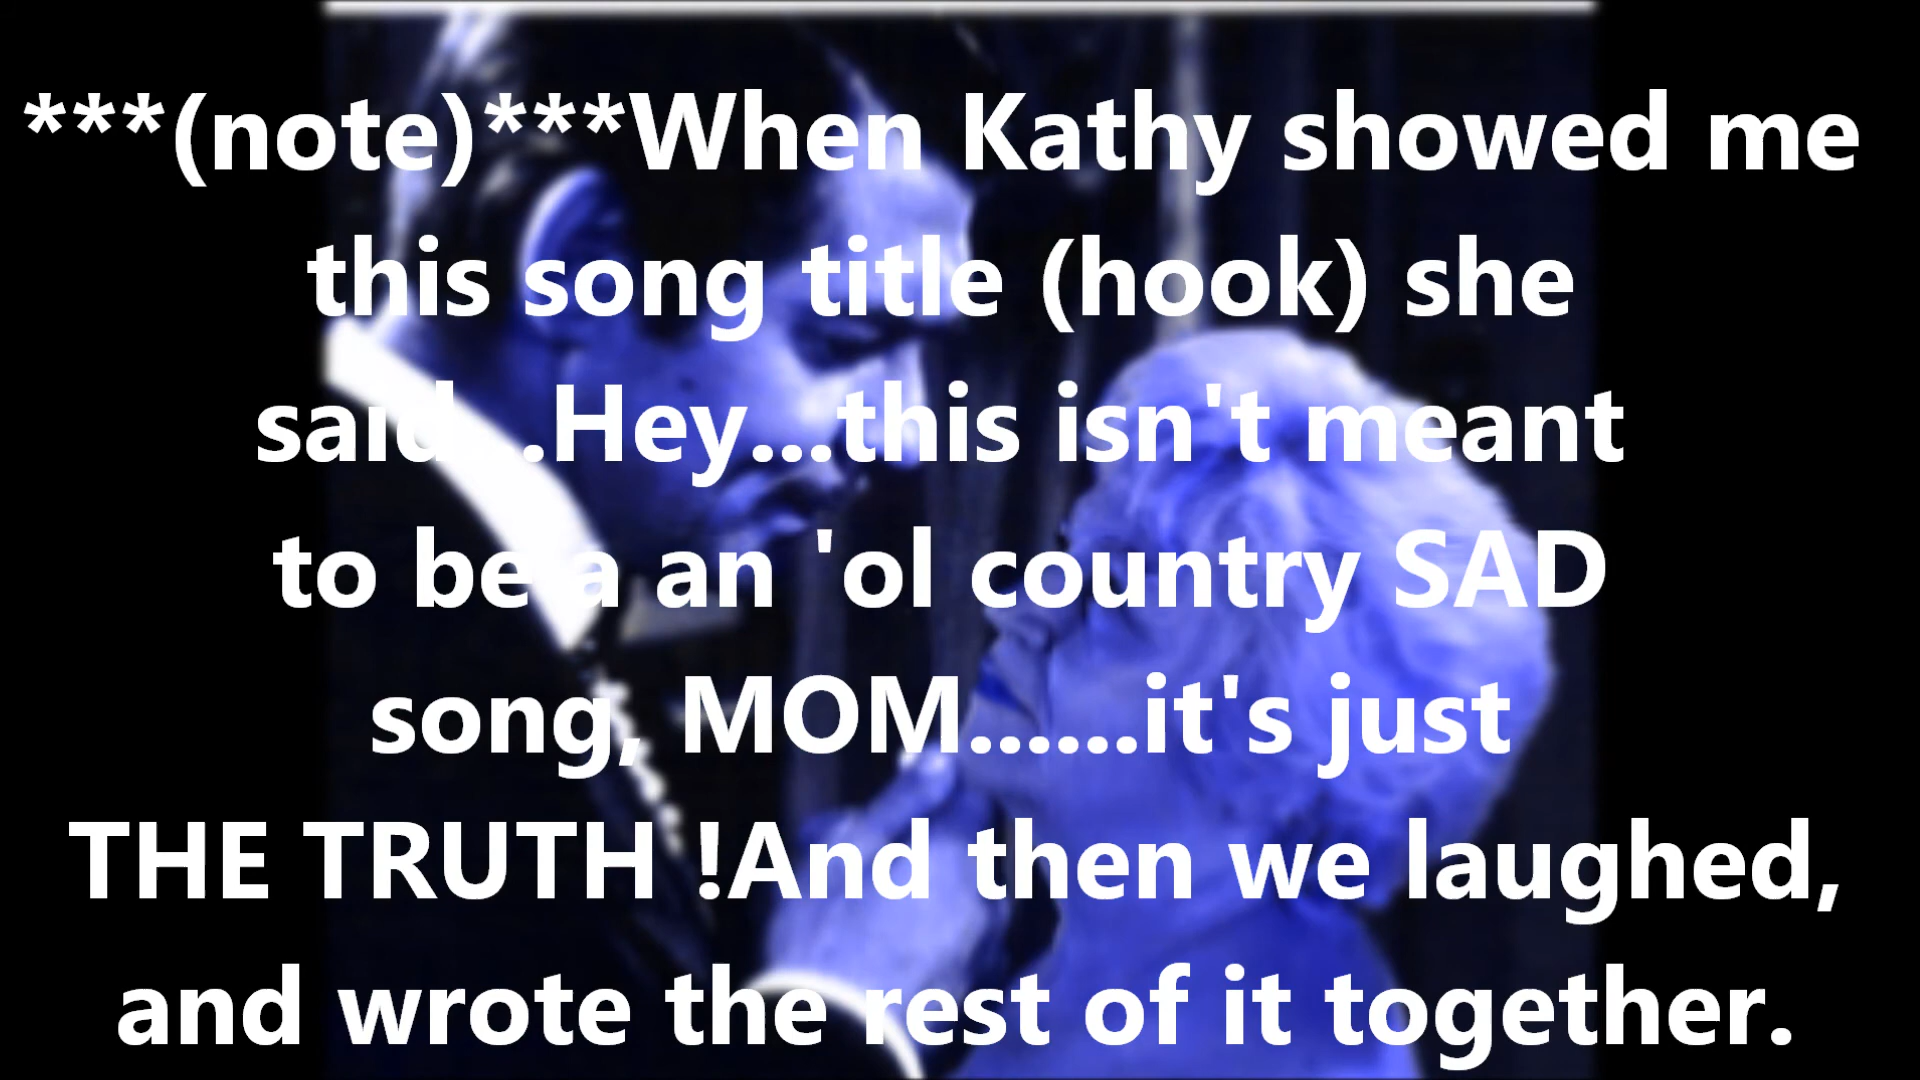 ***(note)***When Kathy showed me
this song title (hook) she
said...Hey...this isn't meant
to be a an 'ol country SAD
song, MOM......it's just
THE TRUTH !And then we laughed,
and wrote the rest of it together.